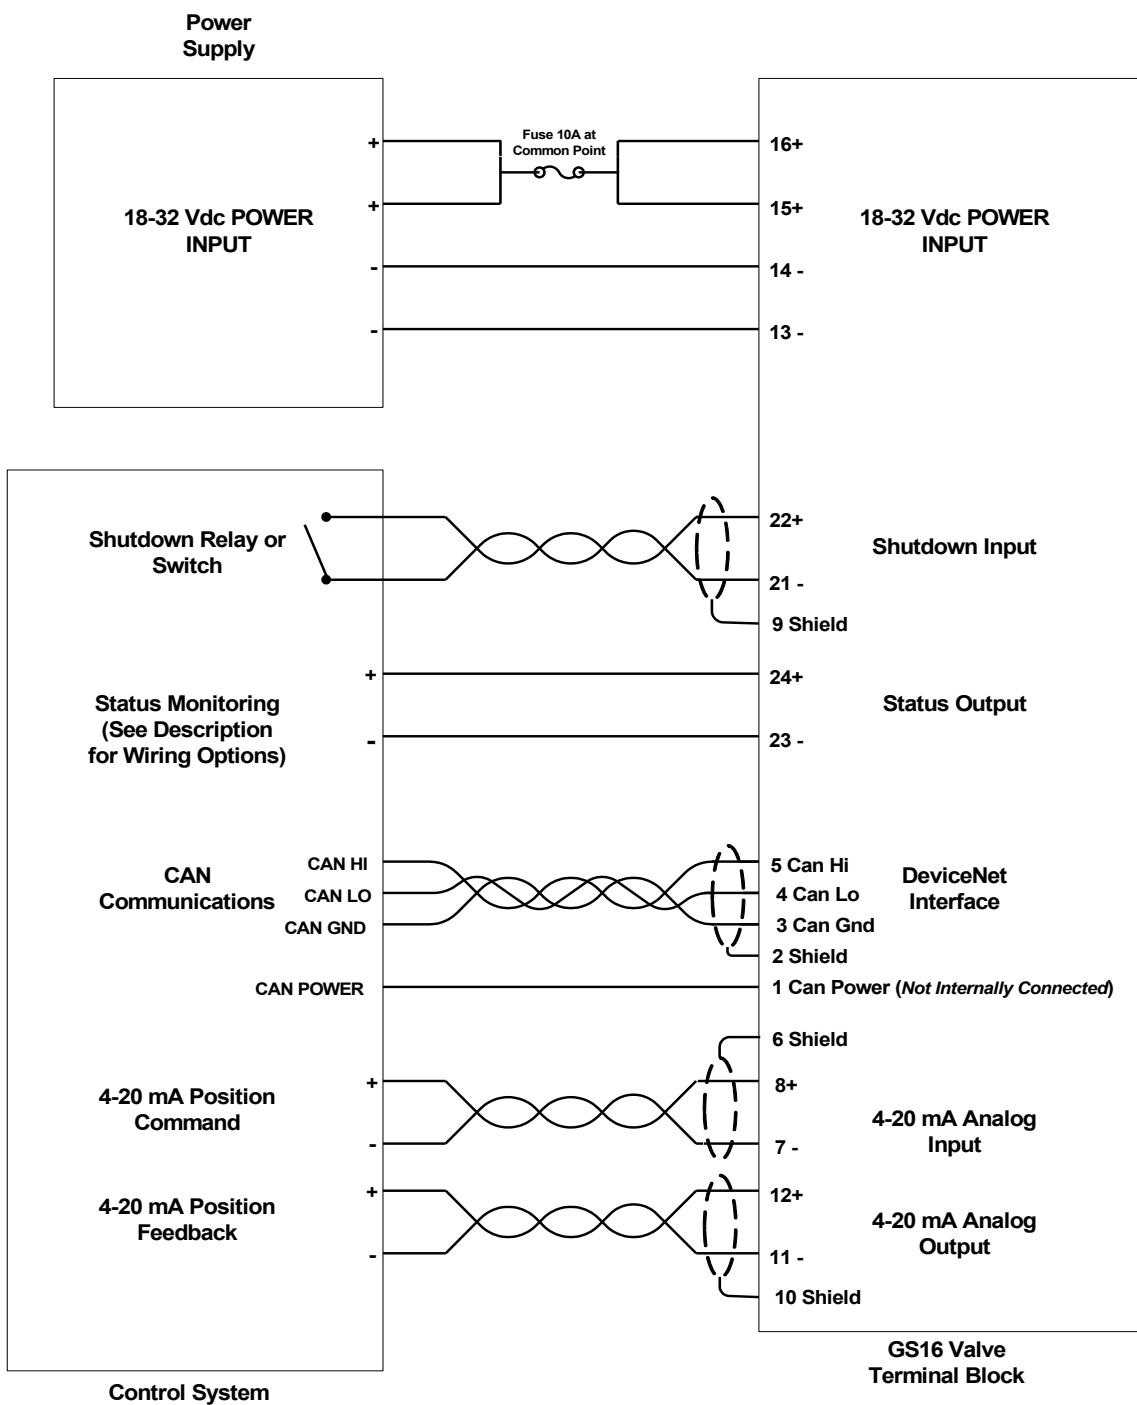 Power
Supply
Fuse 10A at
Common Point
+
16+
+
15+
18-32 Vdc POWER
INPUT
18-32 Vdc POWER
INPUT
-
14 -
-
13 -
Shutdown Relay or
Switch
22+
Shutdown Input
21 -
9 Shield
+
24+
Status Monitoring
(See Description
for Wiring Options)
Status Output
-
23 -
CAN
Communications
CAN HI
CAN LO
CAN GND
5 Can Hi
4 Can Lo
3 Can Gnd
2 Shield
DeviceNet
Interface
CAN POWER
1 Can Power (Not Internally Connected)
6 Shield
4-20 mA Position
Command
+
-
8+
7 -
4-20 mA Analog
Input
4-20 mA Position
Feedback
+
-
12+
11 -
4-20 mA Analog
Output
10 Shield
GS16 Valve
Terminal Block
Control System